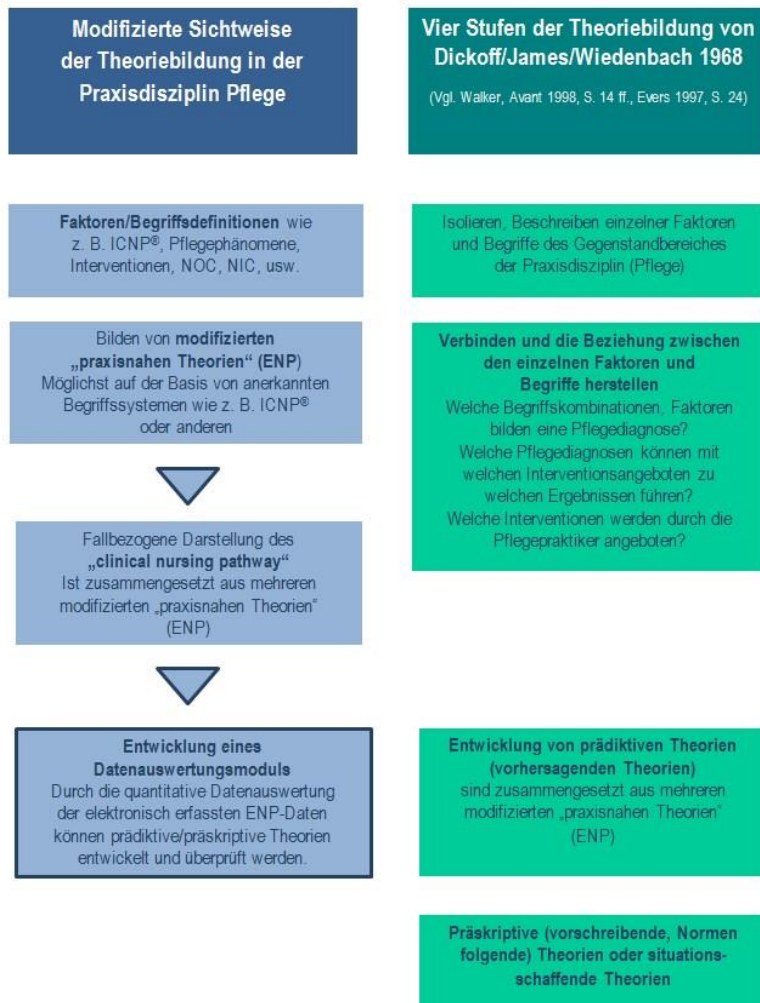 Modifizierte Sichtweise
der Theoriebildung in der
Praxisdisziplin Pflege
Vier Stufen der Theoriebildung von
Dickoff/James/Wiedenbach 1968
(Vgl. Walker, Avant 1998, S. 14 ff., Evers 1997, S. 24)
Faktoren/Begriffsdefinitionen wie
z. B. ICNP®, Pflegephänomene,
Interventionen, NOC, NIC, usw.
Isolieren, Beschreiben einzelner Faktoren
und Begriffe des Gegenstandbereiches
der Praxisdisziplin (Pflege)
Bilden von modifizierten
„praxisnahen Theorien“ (ENP)
Möglichst auf der Basis von anerkannten
Begriffssystemen wie z. B. ICNP®
oder anderen
Verbinden und die Beziehung zwischen
den einzelnen Faktoren und
Begriffe herstellen
Welche Begriffskombinationen, Faktoren
bilden eine Pflegediagnose?
Welche Pflegediagnosen können mit
welchen Interventionsangeboten zu
welchen Ergebnissen führen?
Welche Interventionen werden durch die
Pflegepraktiker angeboten?
Fallbezogene Darstellung des
„clinical nursing pathway“
Ist zusammengesetzt aus mehreren
modifizierten „praxisnahen Theorien“
(ENP)
Entwicklung eines
Datenauswertungsmoduls
Durch die quantitative Datenauswertung
der elektronisch erfassten ENP-Daten
können prädiktive/präskriptive Theorien
entwickelt und überprüft werden.
Entwicklung von prädiktiven Theorien
(vorhersagenden Theorien)
sind zusammengesetzt aus mehreren
modifizierten „praxisnahen Theorien“
(ENP)
Präskriptive (vorschreibende, Normen
folgende) Theorien oder situations-
schaffende Theorien